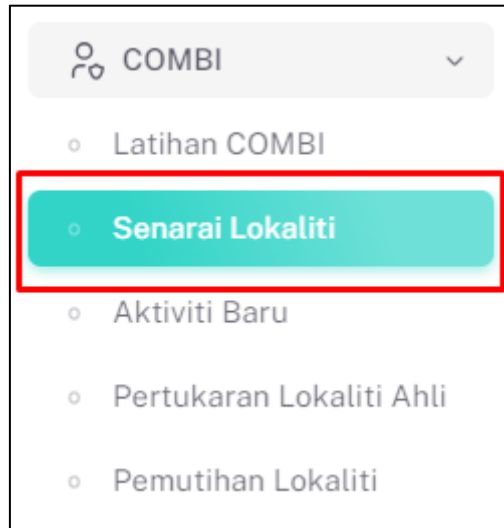 COMBI
Latihan COMBI
Senarai Lokaliti
Aktiviti Baru
Pertukaran Lokaliti Ahli
Pemutihan Lokaliti